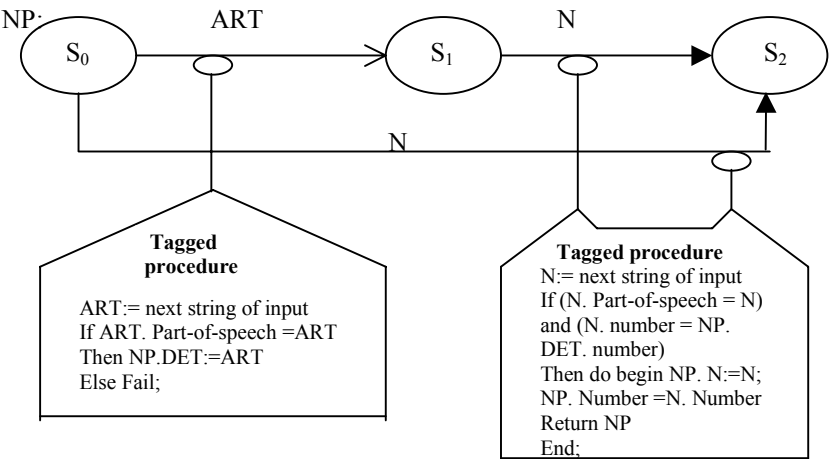 NP:
ART
N
S₀
S₁
S₂
N
Tagged
procedure
ART:= next string of input
If ART. Part-of-speech =ART
Then NP.DET:=ART
Else Fail;
Tagged procedure
N:= next string of input
If (N. Part-of-speech = N)
and (N. number = NP.
DET. number)
Then do begin NP. N:=N;
NP. Number =N. Number
Return NP
End;